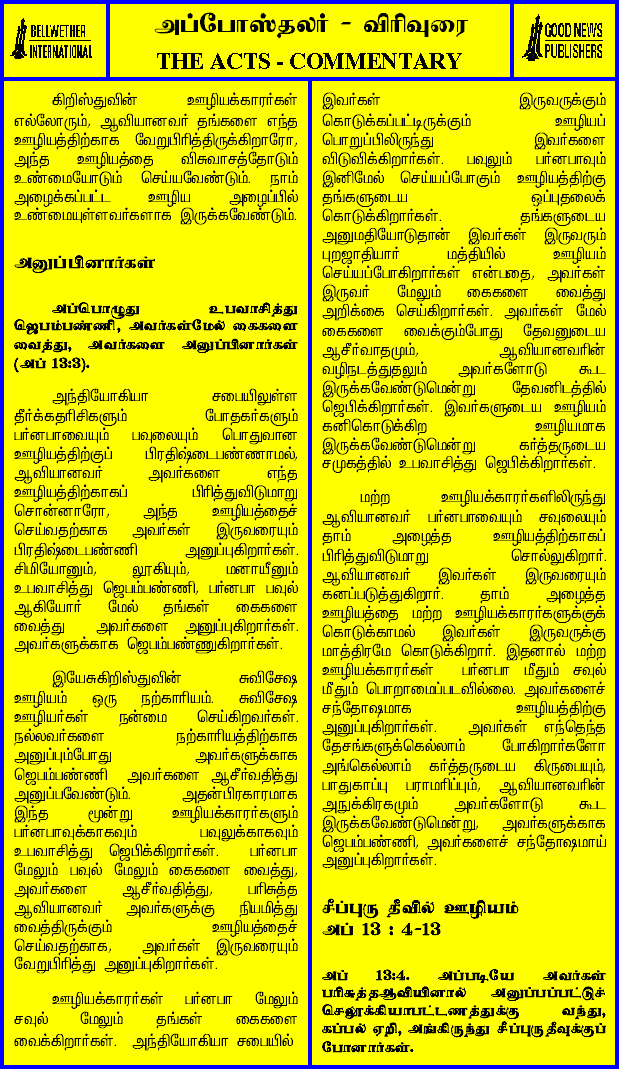 BELLWETHER
INTERNATIONAL
அப்போஸ்தலர் - விரிவுரை
THE ACTS - COMMENTARY
GOOD NEWS
PUBLISHERS
கிறிஸ்துவின் ஊழியக்காரர்கள்
எல்லோரும், ஆவியானவர் தங்களை எந்த
ஊழியத்திற்காக வேறுபிரித்திருக்கிறாரோ,
அந்த ஊழியத்தை விசுவாசத்தோடும்
உண்மையோடும் செய்யவேண்டும். நாம்
அழைக்கப்பட்ட ஊழிய அழைப்பில்
உண்மையுள்ளவர்களாக இருக்கவேண்டும்.
அனுப்பினார்கள்
அப்பொழுது உபவாசித்து
ஜெபம்பண்ணி, அவர்கள்மேல் கைகளை
வைத்து, அவர்களை அனுப்பினார்கள்
(அப் 13:3).
அந்தியோகியா சபையிலுள்ள
தீர்க்கதரிசிகளும் போதகர்களும்
பர்னபாவையும் பவுலையும் பொதுவான
ஊழியத்திற்குப் பிரதிஷ்டைபண்ணாமல்,
ஆவியானவர் அவர்களை எந்த
ஊழியத்திற்காகப் பிரித்துவிடுமாறு
சொன்னாரோ, அந்த ஊழியத்தைச்
செய்வதற்காக அவர்கள் இருவரையும்
பிரதிஷ்டைபண்ணி அனுப்புகிறார்கள்.
சிமியோனும், லூகியும், மனாயீனும்
உபவாசித்து ஜெபம்பண்ணி, பர்னபா பவுல்
ஆகியோர் மேல் தங்கள் கைகளை
வைத்து அவர்களை அனுப்புகிறார்கள்.
அவர்களுக்காக ஜெபம்பண்ணுகிறார்கள்.
இயேசுகிறிஸ்துவின் சுவிசேஷ
ஊழியம் ஒரு நற்காரியம். சுவிசேஷ
ஊழியர்கள் நன்மை செய்கிறவர்கள்.
நல்லவர்களை நற்காரியத்திற்காக
அனுப்பும்போது அவர்களுக்காக
ஜெபம்பண்ணி அவர்களை ஆசீர்வதித்து
அனுப்பவேண்டும். அதன்பிரகாரமாக
இந்த மூன்று ஊழியக்காரர்களும்
பர்னபாவுக்காகவும் பவுலுக்காகவும்
உபவாசித்து ஜெபிக்கிறார்கள். பர்னபா
மேலும் பவுல் மேலும் கைகளை வைத்து,
அவர்களை ஆசீர்வதித்து, பரிசுத்த
ஆவியானவர் அவர்களுக்கு நியமித்து
வைத்திருக்கும் ஊழியத்தைச்
செய்வதற்காக, அவர்கள் இருவரையும்
வேறுபிரித்து அனுப்புகிறார்கள்.
ஊழியக்காரர்கள் பர்னபா மேலும்
சவுல் மேலும் தங்கள் கைகளை
வைக்கிறார்கள். அந்தியோகியா சபையில்
இவர்கள் இருவருக்கும்
கொடுக்கப்பட்டிருக்கும் ஊழியப்
பொறுப்பிலிருந்து இவர்களை
விடுவிக்கிறார்கள். பவுலும் பர்னபாவும்
இனிமேல் செய்யப்போகும் ஊழியத்திற்கு
தங்களுடைய ஒப்புதலைக்
கொடுக்கிறார்கள். தங்களுடைய
அனுமதியோடுதான் இவர்கள் இருவரும்
புறஜாதியார் மத்தியில் ஊழியம்
செய்யப்போகிறார்கள் என்பதை, அவர்கள்
இருவர் மேலும் கைகளை வைத்து
அறிக்கை செய்கிறார்கள். அவர்கள் மேல்
கைகளை வைக்கும்போது தேவனுடைய
ஆசீர்வாதமும், ஆவியானவரின்
வழிநடத்துதலும் அவர்களோடு கூட
இருக்கவேண்டுமென்று தேவனிடத்தில்
ஜெபிக்கிறார்கள். இவர்களுடைய ஊழியம்
கனிகொடுக்கிற ஊழியமாக
இருக்கவேண்டுமென்று கர்த்தருடைய
சமுகத்தில் உபவாசித்து ஜெபிக்கிறார்கள்.
மற்ற ஊழியக்காரர்களிலிருந்து
ஆவியானவர் பர்னபாவையும் சவுலையும்
தாம் அழைத்த ஊழியத்திற்காகப்
பிரித்துவிடுமாறு சொல்லுகிறார்.
ஆவியானவர் இவர்கள் இருவரையும்
கனப்படுத்துகிறார். தாம் அழைத்த
ஊழியத்தை மற்ற ஊழியக்காரர்களுக்குக்
கொடுக்காமல் இவர்கள் இருவருக்கு
மாத்திரமே கொடுக்கிறார். இதனால் மற்ற
ஊழியக்காரர்கள் பர்னபா மீதும் சவுல்
மீதும் பொறாமைப்படவில்லை. அவர்களைச்
சந்தோஷமாக ஊழியத்திற்கு
அனுப்புகிறார்கள். அவர்கள் எந்தெந்த
தேசங்களுக்கெல்லாம் போகிறார்களோ
அங்கெல்லாம் கர்த்தருடைய கிருபையும்,
பாதுகாப்பு பராமரிப்பும், ஆவியானவரின்
அநுக்கிரகமும் அவர்களோடு கூட
இருக்கவேண்டுமென்று, அவர்களுக்காக
ஜெபம்பண்ணி, அவர்களைச் சந்தோஷமாய்
அனுப்புகிறார்கள்.
சீப்புரு தீவில் ஊழியம்
அப் 13 : 4-13
அப் 13:4. அப்படியே அவர்கள்
பரிசுத்தஆவியினால் அனுப்பப்பட்டுச்
செலூக்கியாபட்டணத்துக்கு வந்து,
கப்பல் ஏறி, அங்கிருந்து சீப்புருதீவுக்குப்
போனார்கள்.